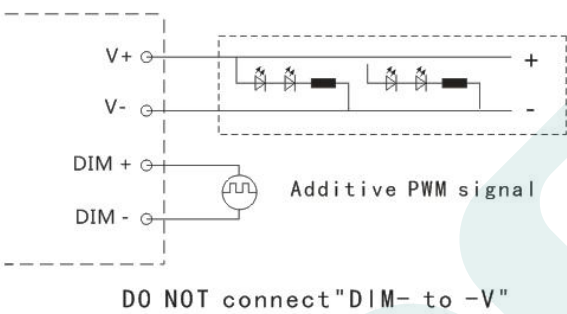 V+
+
V-
-
DIM +
Additive PWM signal
DIM -
DO NOT connect"DIM- to -V"